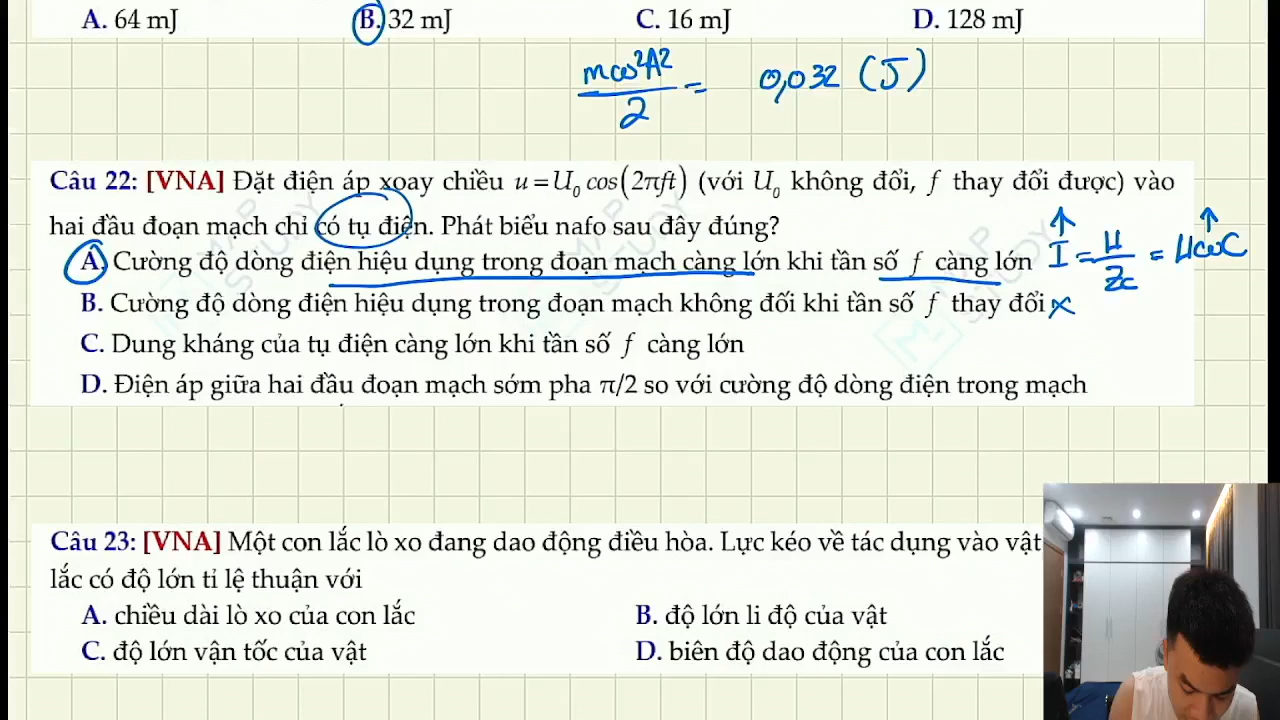 A. 64 mJ B. 32 mJ C. 16 mJ D. 128 mJ
mω²A²/2 = 0,032 (J)
Câu 22: [VNA] Đặt điện áp xoay chiều u = U₀ cos(2πft) (với U₀ không đổi, f thay đổi được) vào
hai đầu đoạn mạch chỉ có tụ điện. Phát biểu nafo sau đây đúng?
A. Cường độ dòng điện hiệu dụng trong đoạn mạch càng lớn khi tần số f càng lớn
I = U/Zc = UωC
B. Cường độ dòng điện hiệu dụng trong đoạn mạch không đối khi tần số f thay đổi x
C. Dung kháng của tụ điện càng lớn khi tần số f càng lớn
D. Điện áp giữa hai đầu đoạn mạch sớm pha π/2 so với cường độ dòng điện trong mạch
MAP STUDY
MAP STUDY
MAP STUDY
Câu 23: [VNA] Một con lắc lò xo đang dao động điều hòa. Lực kéo về tác dụng vào vật
lắc có độ lớn tỉ lệ thuận với
A. chiều dài lò xo của con lắc B. độ lớn li độ của vật
C. độ lớn vận tốc của vật D. biên độ dao động của con lắc